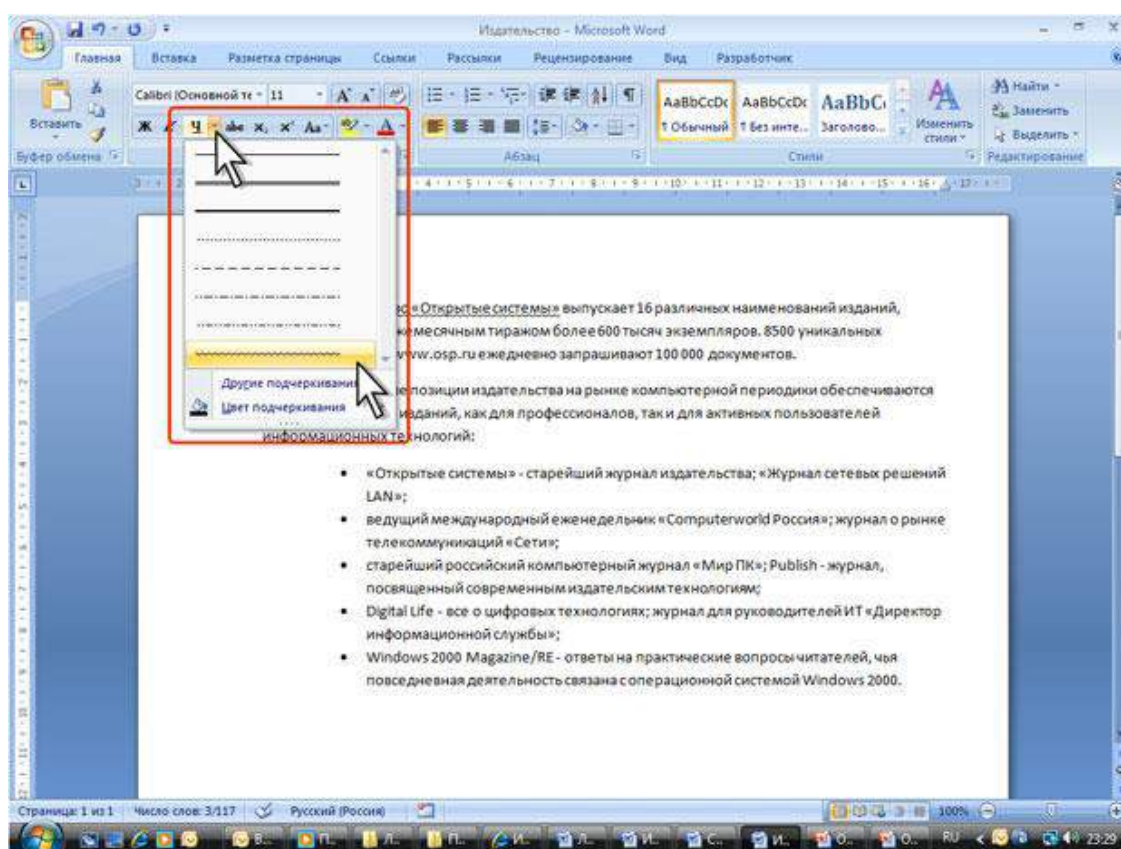 Издательство - Microsoft Word
Главная Вставка Разметка страницы Ссылки Рассылки Рецензирование Вид Разработчик
Calibri (Основной те 11
Вставить
Ж К Ч abc x, x² Aa
AaBbCcDc AaBbCcDc AaBbC
¶ Обычный ¶ Без инте... Заголово...
Изменить стили
Найти
Заменить
Выделить
Буфер обмена Абзац Стили Редактирование
Другие подчеркивания
Цвет подчеркивания
«Открытые системы» выпускает 16 различных наименований изданий,
тиражом более 600 тысяч экземпляров. 8500 уникальных
www.osp.ru ежедневно запрашивают 100 000 документов.
позиции издательства на рынке компьютерной периодики обеспечиваются
изданий, как для профессионалов, так и для активных пользователей
информационных технологий:
• «Открытые системы» - старейший журнал издательства; «Журнал сетевых решений
LAN»;
• ведущий международный еженедельник «Computerworld Россия»; журнал о рынке
телекоммуникаций «Сети»;
• старейший российский компьютерный журнал «Мир ПК»; Publish - журнал,
посвященный современным издательским технологиям;
• Digital Life - все о цифровых технологиях; журнал для руководителей ИТ «Директор
информационной службы»;
• Windows 2000 Magazine/RE - ответы на практические вопросы читателей, чья
повседневная деятельность связана с операционной системой Windows 2000.
Страница: 1 из 1 Число слов: 3/117 Русский (Россия) 100%
В... П... Л... П... И... Л... И... С... И... О... О... RU 23:29